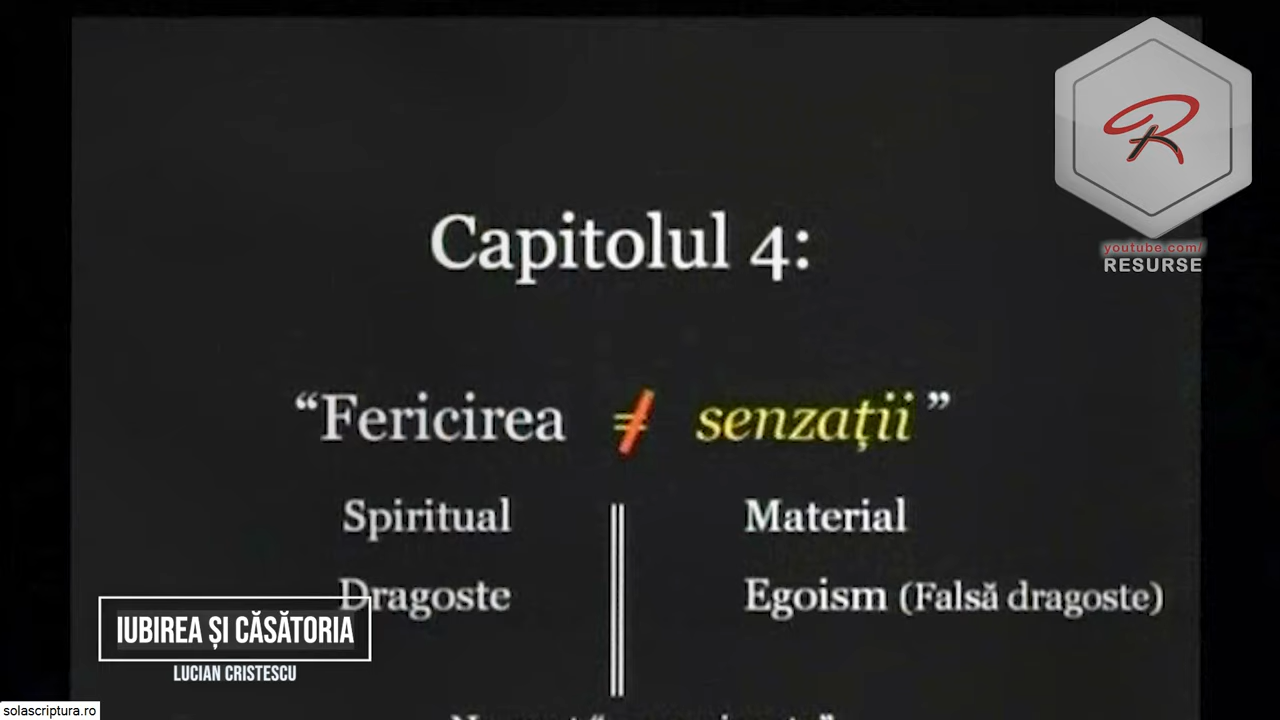 Capitolul 4:
“Fericirea ≠ senzații”
Spiritual Material
Dragoste Egoism (Falsă dragoste)
youtube.com/
RESURSE
IUBIREA ȘI CĂSĂTORIA
LUCIAN CRISTESCU
solascriptura.ro